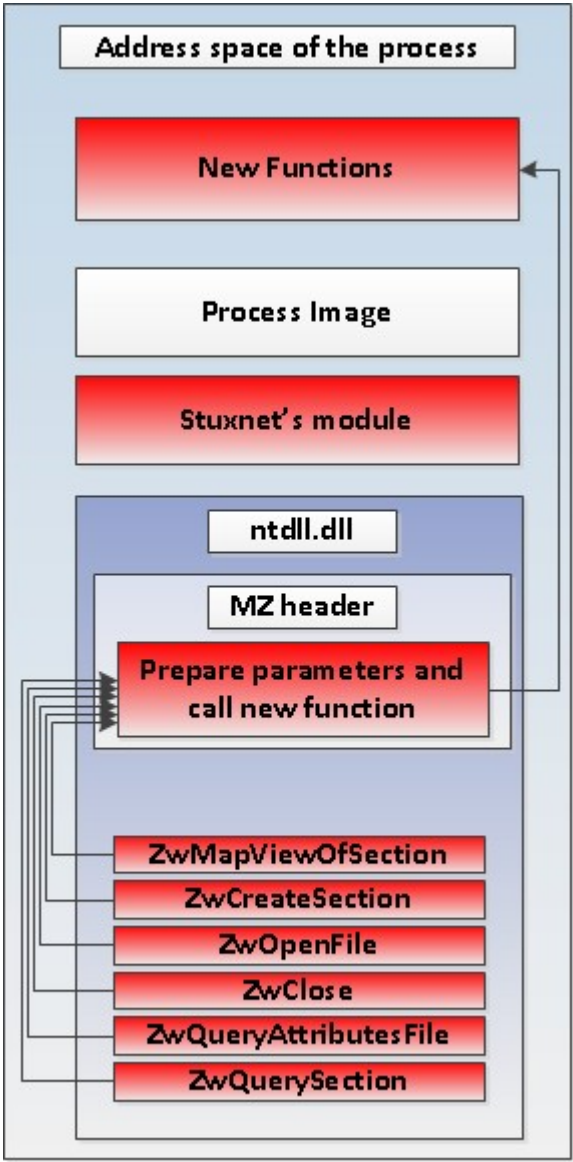 Address space of the process
New Functions
Process Image
Stuxnet's module
ntdll.dll
MZ header
Prepare parameters and
call new function
ZwMapViewOfSection
ZwCreateSection
ZwOpenFile
ZwClose
ZwQueryAttributesFile
ZwQuerySection